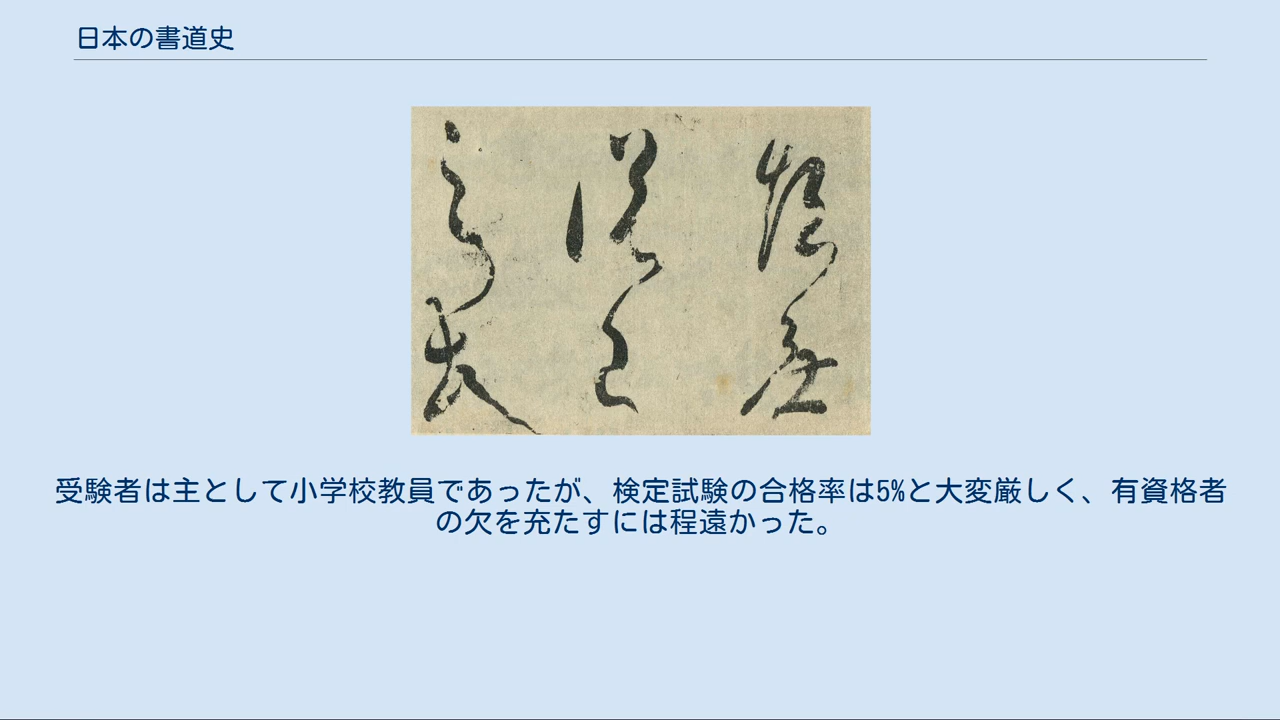 日本の書道史
受験者は主として小学校教員であったが、検定試験の合格率は5%と大変厳しく、有資格者
の欠を充たすには程遠かった。